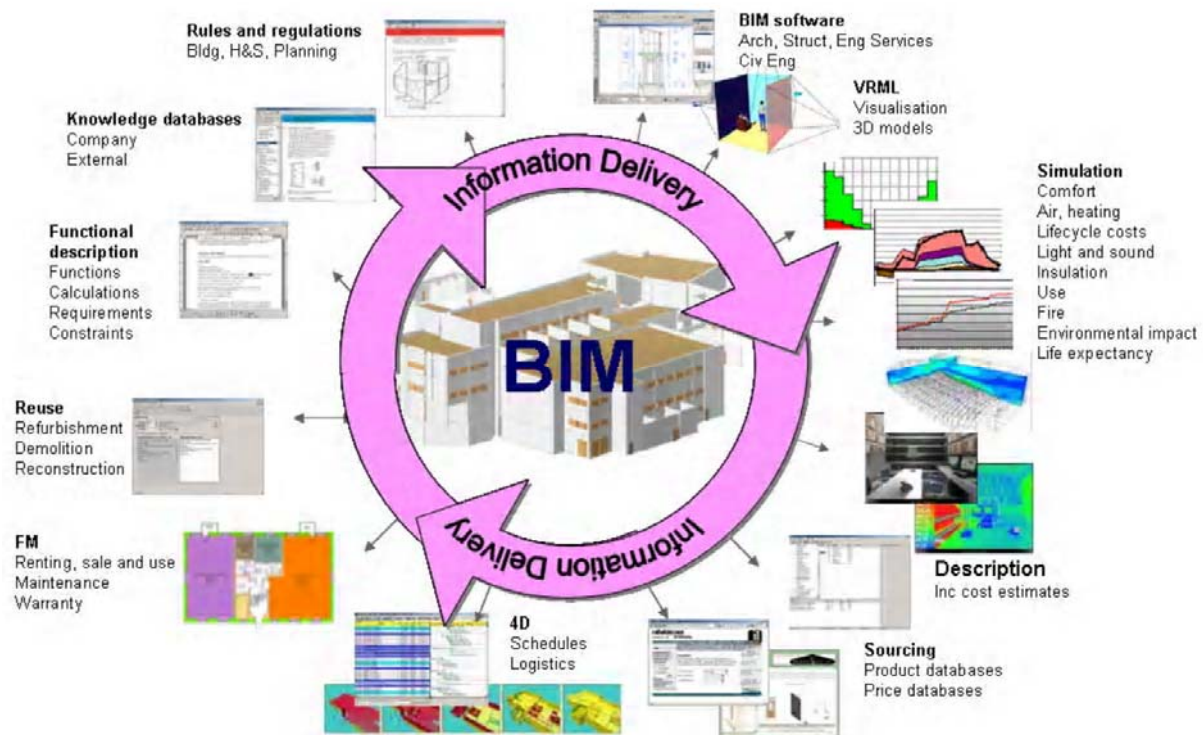 Rules and regulations
Bldg, H&S, Planning
BIM software
Arch, Struct, Eng Services
Civ Eng
VRML
Visualisation
3D models
Knowledge databases
Company
External
Information Delivery
Simulation
Comfort
Air, heating
Lifecycle costs
Light and sound
Insulation
Use
Fire
Environmental impact
Life expectancy
Functional
description
Functions
Calculations
Requirements
Constraints
BIM
Reuse
Refurbishment
Demolition
Reconstruction
Information Delivery
FM
Renting, sale and use
Maintenance
Warranty
Description
Inc cost estimates
4D
Schedules
Logistics
Sourcing
Product databases
Price databases